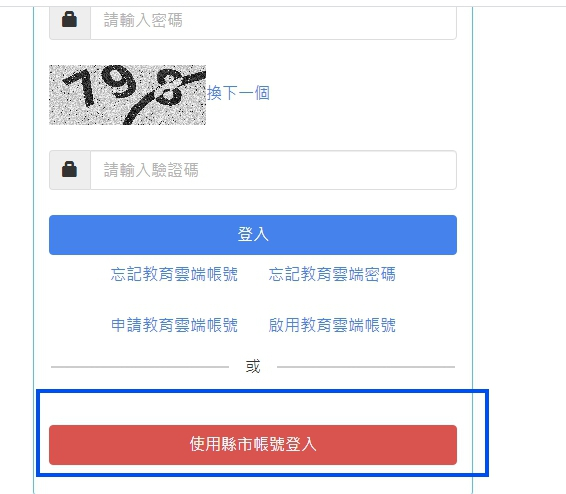 請輸入密碼
換下一個
請輸入驗證碼
登入
忘記教育雲端帳號 忘記教育雲端密碼
申請教育雲端帳號 啟用教育雲端帳號
或
使用縣市帳號登入